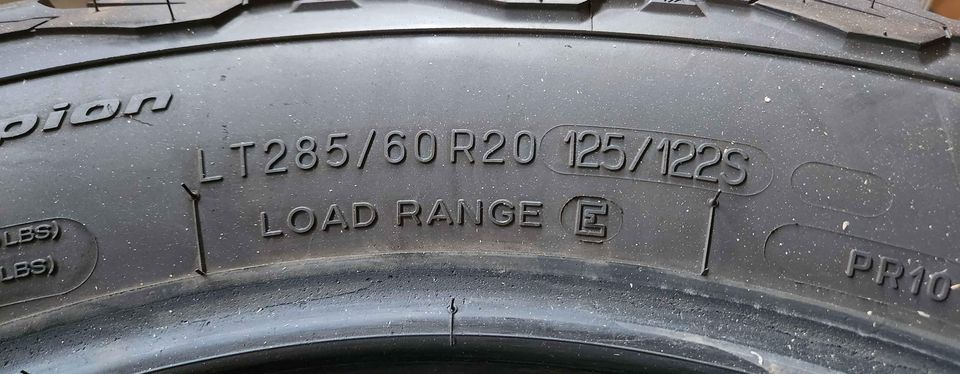 pion
LT285/60R20 125/122S
LOAD RANGE E
LBS)
LBS)
PR10